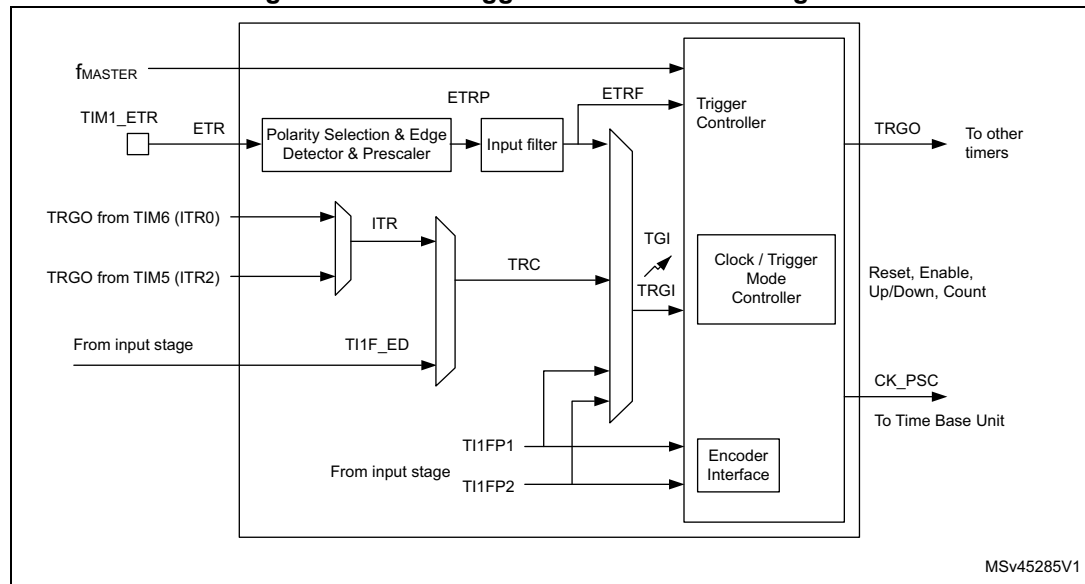 fMASTER
TIM1_ETR
ETR
Polarity Selection & Edge
Detector & Prescaler
ETRP
Input filter
ETRF
Trigger
Controller
TRGO
To other
timers
TRGO from TIM6 (ITR0)
ITR
TRGO from TIM5 (ITR2)
TRC
TGI
TRGI
Clock / Trigger
Mode
Controller
Reset, Enable,
Up/Down, Count
From input stage
TI1F_ED
CK_PSC
To Time Base Unit
TI1FP1
From input stage
TI1FP2
Encoder
Interface
MSv45285V1